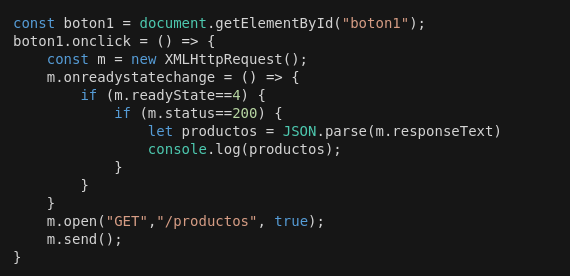 const boton1 = document.getElementById("boton1");
boton1.onclick = () => {
    const m = new XMLHttpRequest();
    m.onreadystatechange = () => {
        if (m.readyState==4) {
            if (m.status==200) {
                let productos = JSON.parse(m.responseText)
                console.log(productos);
            }
        }
    }
    m.open("GET","/productos", true);
    m.send();
}